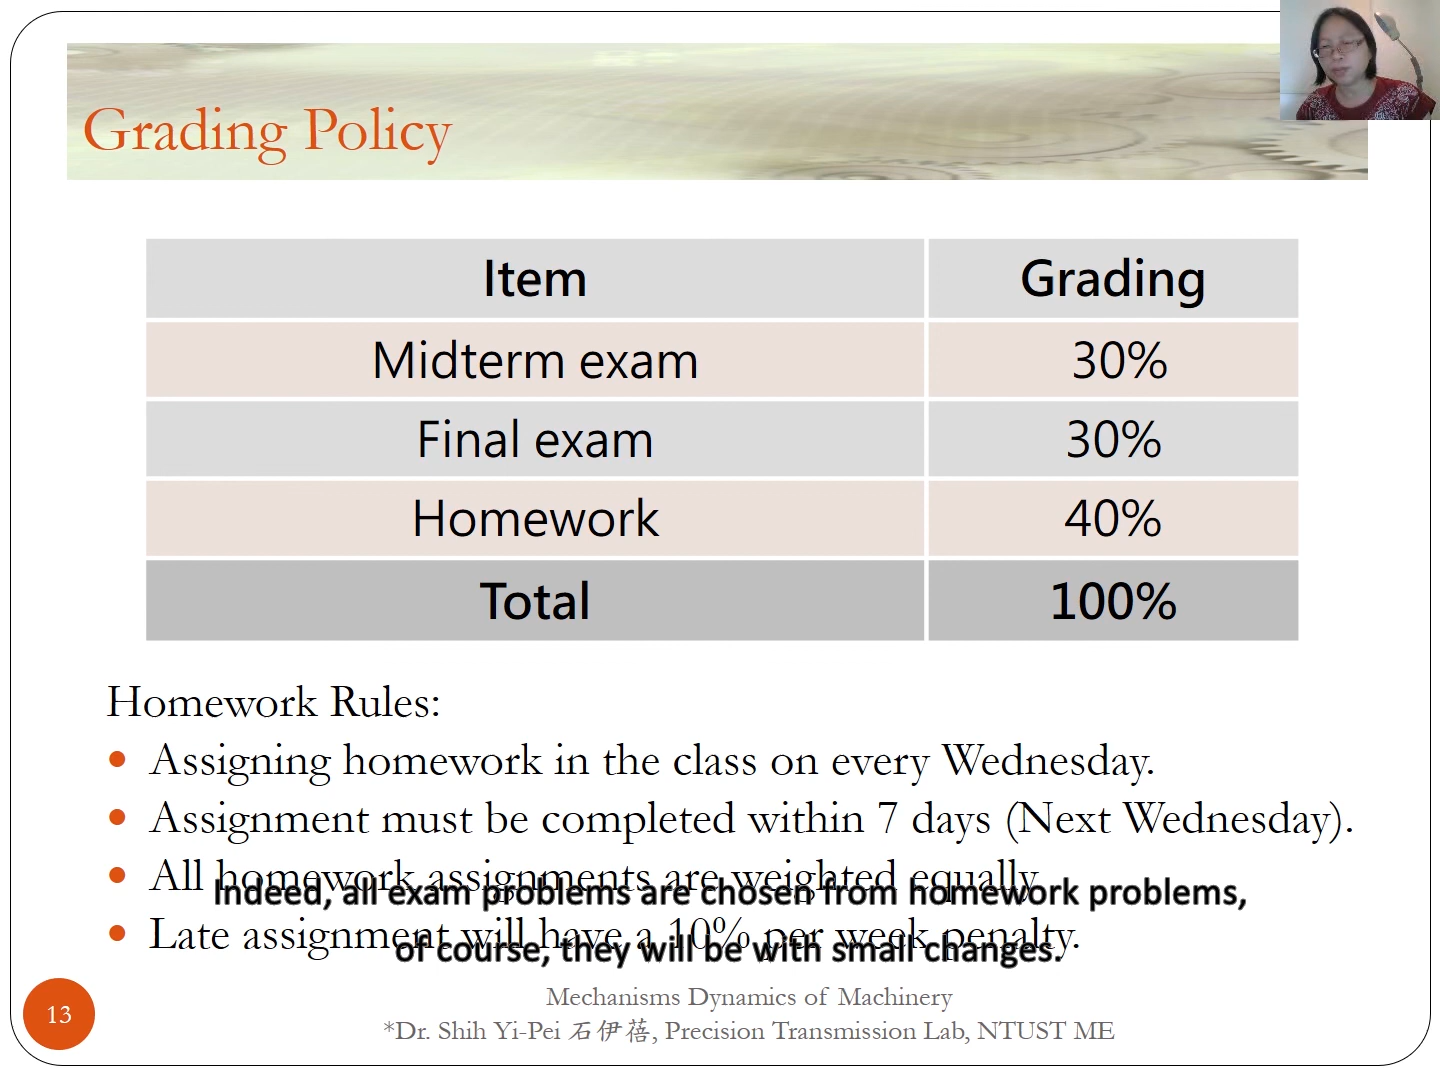 Grading Policy
Item Grading
Midterm exam 30%
Final exam 30%
Homework 40%
Total 100%
Homework Rules:
• Assigning homework in the class on every Wednesday.
• Assignment must be completed within 7 days (Next Wednesday).
• All homework assignments are weighted equally.
Indeed, all exam problems are chosen from homework problems,
• Late assignment will have a 10% per week penalty.
of course, they will be with small changes.
Mechanisms Dynamics of Machinery
13
*Dr. Shih Yi-Pei 石伊蓓, Precision Transmission Lab, NTUST ME